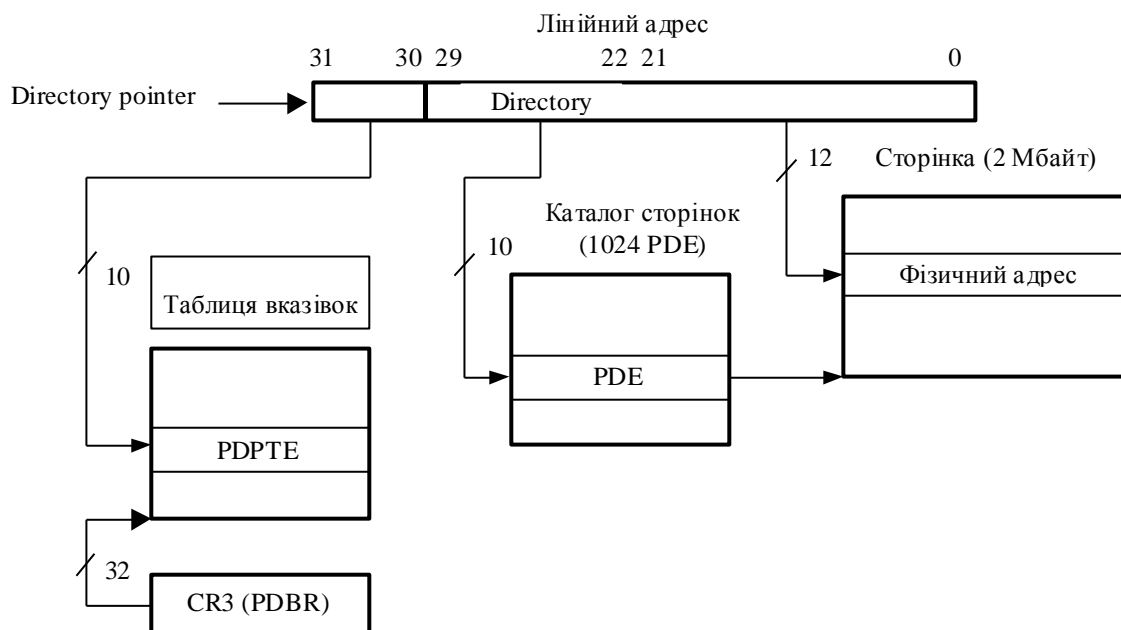 Лінійний адрес
31 30 29 22 21 0
Directory pointer
Directory
12
Сторінка (2 Мбайт)
Каталог сторінок
(1024 PDE)
10
10
Фізичний адрес
Таблиця вказівок
PDE
PDPTE
32
CR3 (PDBR)